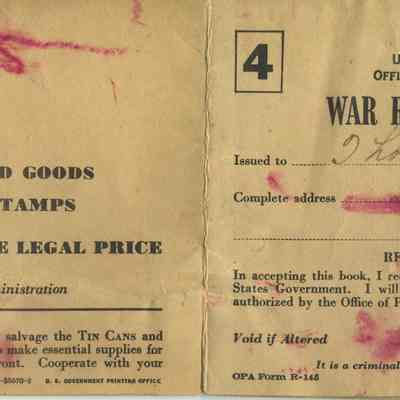 D GOODS
TAMPS
E LEGAL PRICE
ministration
salvage the TIN CANS and
o make essential supplies for
ront. Cooperate with your
U. S. GOVERNMENT PRINTING OFFICE
4
U
OFFI
WAR
Issued to
Complete address
RE
In accepting this book, I re
States Government. I will
authorized by the Office of P
Void if Altered
It is a criminal
OPA Form R-145